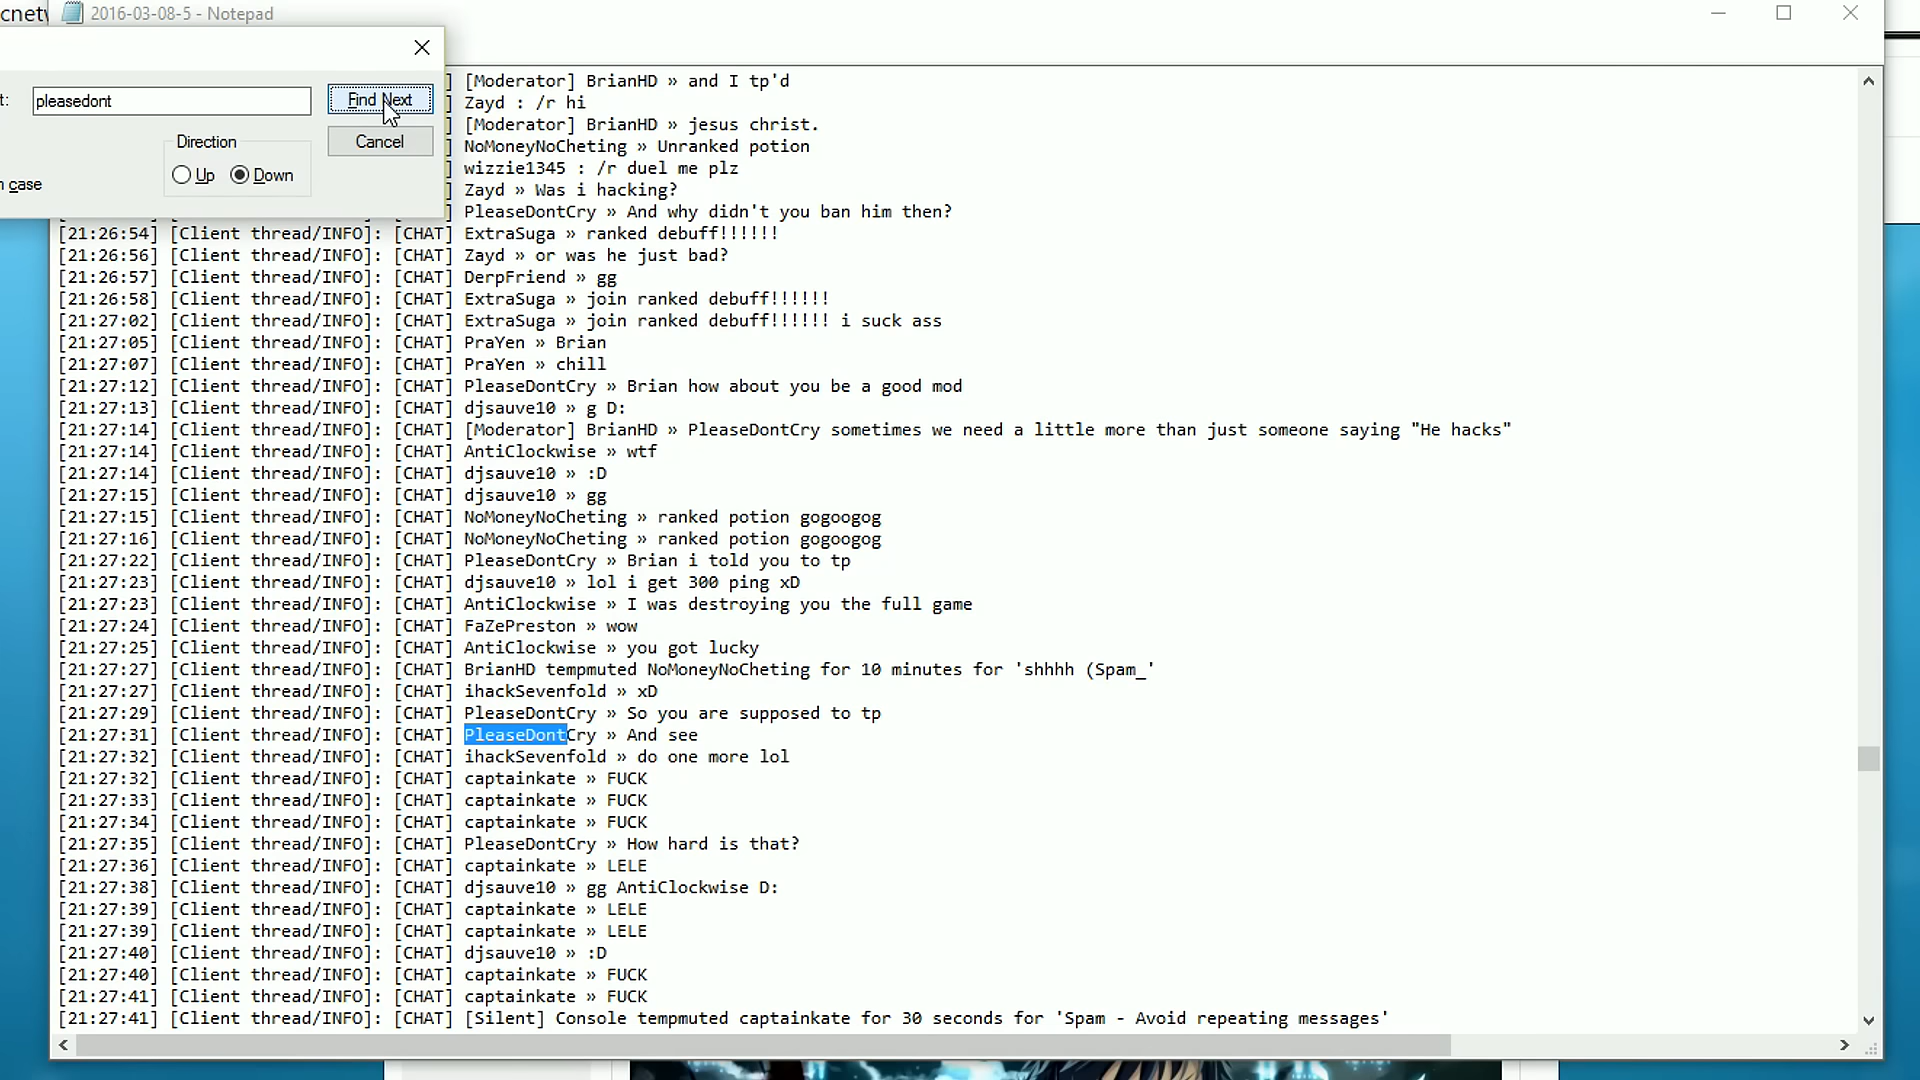 cnetw
2016-03-08-5 - Notepad
t:
pleasedont
Find Next
Cancel
Direction
Up
Down
n case
] [Moderator] BrianHD » and I tp'd
] Zayd : /r hi
] [Moderator] BrianHD » jesus christ.
] NoMoneyNoCheting » Unranked potion
] wizzie1345 : /r duel me plz
] Zayd » Was i hacking?
] PleaseDontCry » And why didn't you ban him then?
[21:26:54] [Client thread/INFO]: [CHAT] ExtraSuga » ranked debuff!!!!!!
[21:26:56] [Client thread/INFO]: [CHAT] Zayd » or was he just bad?
[21:26:57] [Client thread/INFO]: [CHAT] DerpFriend » gg
[21:26:58] [Client thread/INFO]: [CHAT] ExtraSuga » join ranked debuff!!!!!!
[21:27:02] [Client thread/INFO]: [CHAT] ExtraSuga » join ranked debuff!!!!!! i suck ass
[21:27:05] [Client thread/INFO]: [CHAT] PraYen » Brian
[21:27:07] [Client thread/INFO]: [CHAT] PraYen » chill
[21:27:12] [Client thread/INFO]: [CHAT] PleaseDontCry » Brian how about you be a good mod
[21:27:13] [Client thread/INFO]: [CHAT] djsauve10 » g D:
[21:27:14] [Client thread/INFO]: [CHAT] [Moderator] BrianHD » PleaseDontCry sometimes we need a little more than just someone saying "He hacks"
[21:27:14] [Client thread/INFO]: [CHAT] AntiClockwise » wtf
[21:27:14] [Client thread/INFO]: [CHAT] djsauve10 » :D
[21:27:15] [Client thread/INFO]: [CHAT] djsauve10 » gg
[21:27:15] [Client thread/INFO]: [CHAT] NoMoneyNoCheting » ranked potion gogoogog
[21:27:16] [Client thread/INFO]: [CHAT] NoMoneyNoCheting » ranked potion gogoogog
[21:27:22] [Client thread/INFO]: [CHAT] PleaseDontCry » Brian i told you to tp
[21:27:23] [Client thread/INFO]: [CHAT] djsauve10 » lol i get 300 ping xD
[21:27:23] [Client thread/INFO]: [CHAT] AntiClockwise » I was destroying you the full game
[21:27:24] [Client thread/INFO]: [CHAT] FaZePreston » wow
[21:27:25] [Client thread/INFO]: [CHAT] AntiClockwise » you got lucky
[21:27:27] [Client thread/INFO]: [CHAT] BrianHD tempmuted NoMoneyNoCheting for 10 minutes for 'shhhh (Spam_'
[21:27:27] [Client thread/INFO]: [CHAT] ihackSevenfold » xD
[21:27:29] [Client thread/INFO]: [CHAT] PleaseDontCry » So you are supposed to tp
[21:27:31] [Client thread/INFO]: [CHAT] PleaseDontCry » And see
[21:27:32] [Client thread/INFO]: [CHAT] ihackSevenfold » do one more lol
[21:27:32] [Client thread/INFO]: [CHAT] captainkate » FUCK
[21:27:33] [Client thread/INFO]: [CHAT] captainkate » FUCK
[21:27:34] [Client thread/INFO]: [CHAT] captainkate » FUCK
[21:27:35] [Client thread/INFO]: [CHAT] PleaseDontCry » How hard is that?
[21:27:36] [Client thread/INFO]: [CHAT] captainkate » LELE
[21:27:38] [Client thread/INFO]: [CHAT] djsauve10 » gg AntiClockwise D:
[21:27:39] [Client thread/INFO]: [CHAT] captainkate » LELE
[21:27:39] [Client thread/INFO]: [CHAT] captainkate » LELE
[21:27:40] [Client thread/INFO]: [CHAT] djsauve10 » :D
[21:27:40] [Client thread/INFO]: [CHAT] captainkate » FUCK
[21:27:41] [Client thread/INFO]: [CHAT] captainkate » FUCK
[21:27:41] [Client thread/INFO]: [CHAT] [Silent] Console tempmuted captainkate for 30 seconds for 'Spam - Avoid repeating messages'